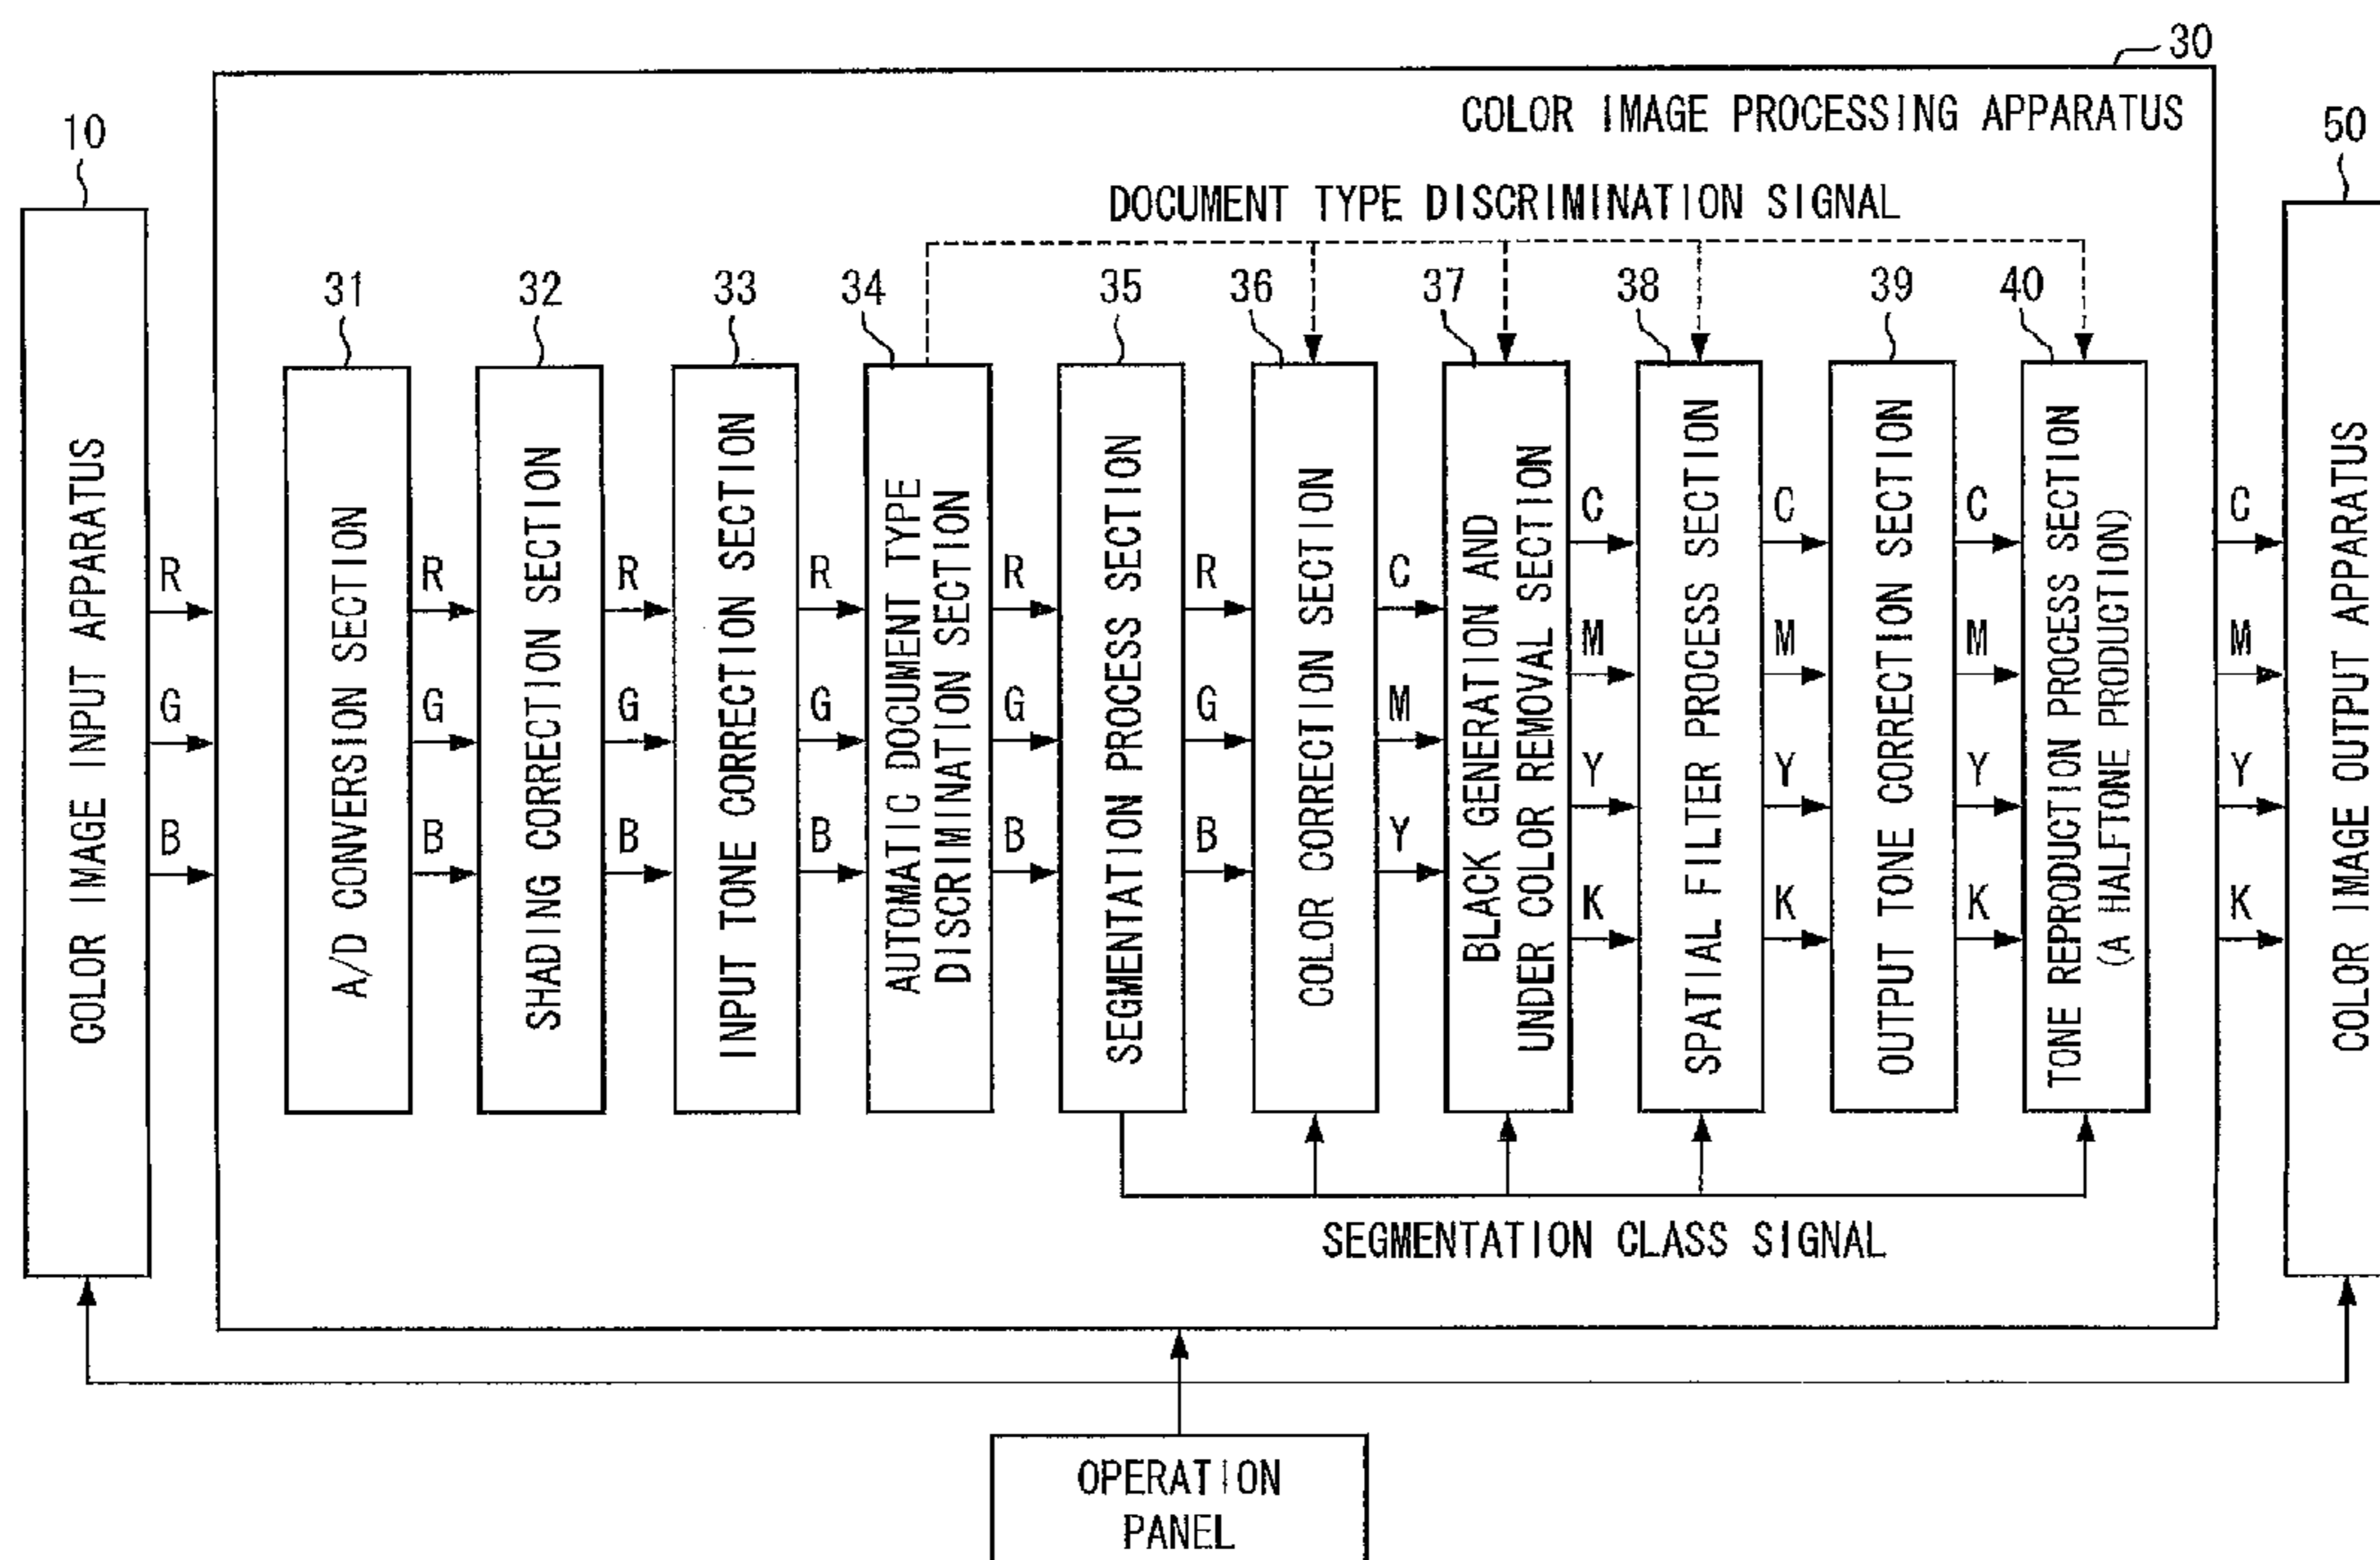 30
COLOR IMAGE PROCESSING APPARATUS
10
50
DOCUMENT TYPE DISCRIMINATION SIGNAL
31
32
33
34
35
36
37
38
39
40
COLOR IMAGE INPUT APPARATUS
R
G
B
A/D CONVERSION SECTION
R
G
B
SHADING CORRECTION SECTION
R
G
B
INPUT TONE CORRECTION SECTION
R
G
B
AUTOMATIC DOCUMENT TYPE
DISCRIMINATION SECTION
R
G
B
SEGMENTATION PROCESS SECTION
R
G
B
COLOR CORRECTION SECTION
C
M
Y
BLACK GENERATION AND
UNDER COLOR REMOVAL SECTION
C
M
Y
K
SPATIAL FILTER PROCESS SECTION
C
M
Y
K
OUTPUT TONE CORRECTION SECTION
C
M
Y
K
TONE REPRODUCTION PROCESS SECTION
(A HALFTONE PRODUCTION)
C
M
Y
K
COLOR IMAGE OUTPUT APPARATUS
SEGMENTATION CLASS SIGNAL
OPERATION
PANEL